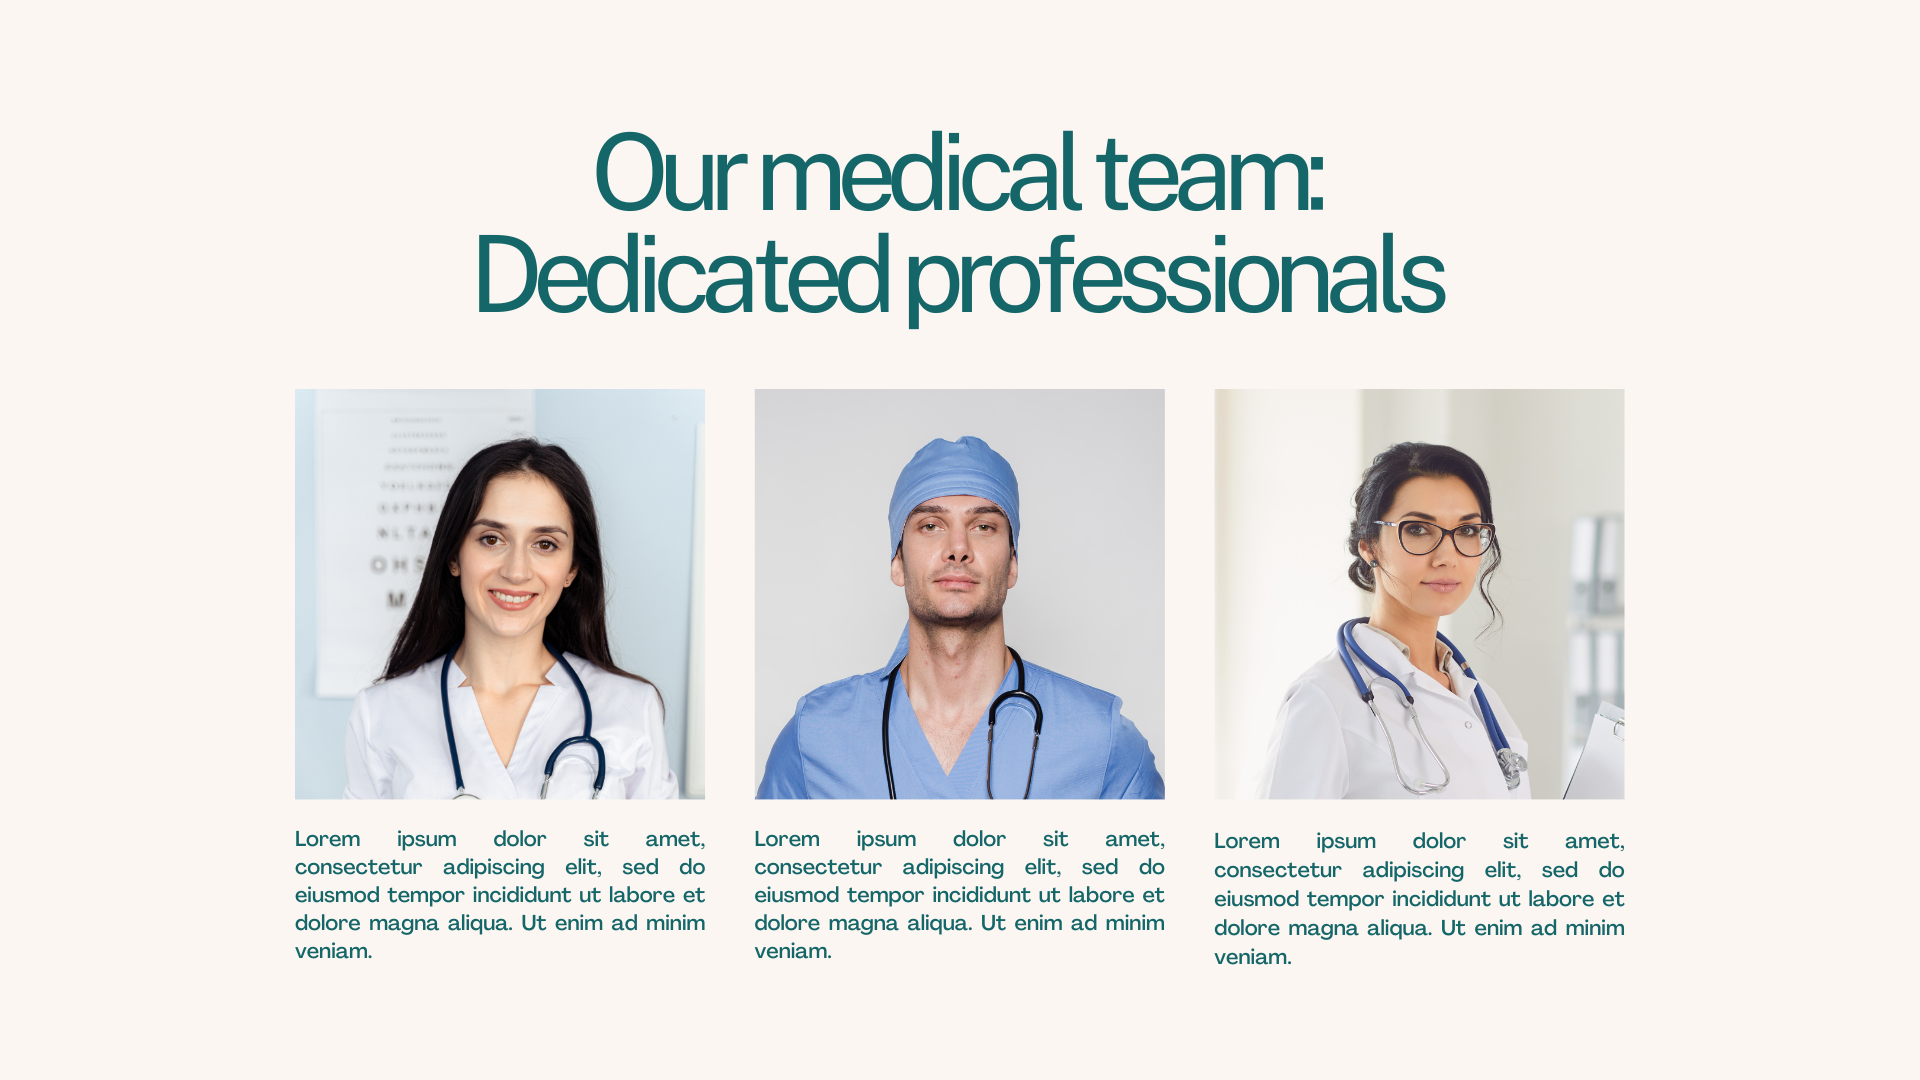 Our medical team:
Dedicated professionals
NLTA
OHS
M
Lorem ipsum dolor sit amet,
consectetur adipiscing elit, sed do
eiusmod tempor incididunt ut labore et
dolore magna aliqua. Ut enim ad minim
veniam.
Lorem ipsum dolor sit amet,
consectetur adipiscing elit, sed do
eiusmod tempor incididunt ut labore et
dolore magna aliqua. Ut enim ad minim
veniam.
Lorem ipsum dolor sit amet,
consectetur adipiscing elit, sed do
eiusmod tempor incididunt ut labore et
dolore magna aliqua. Ut enim ad minim
veniam.